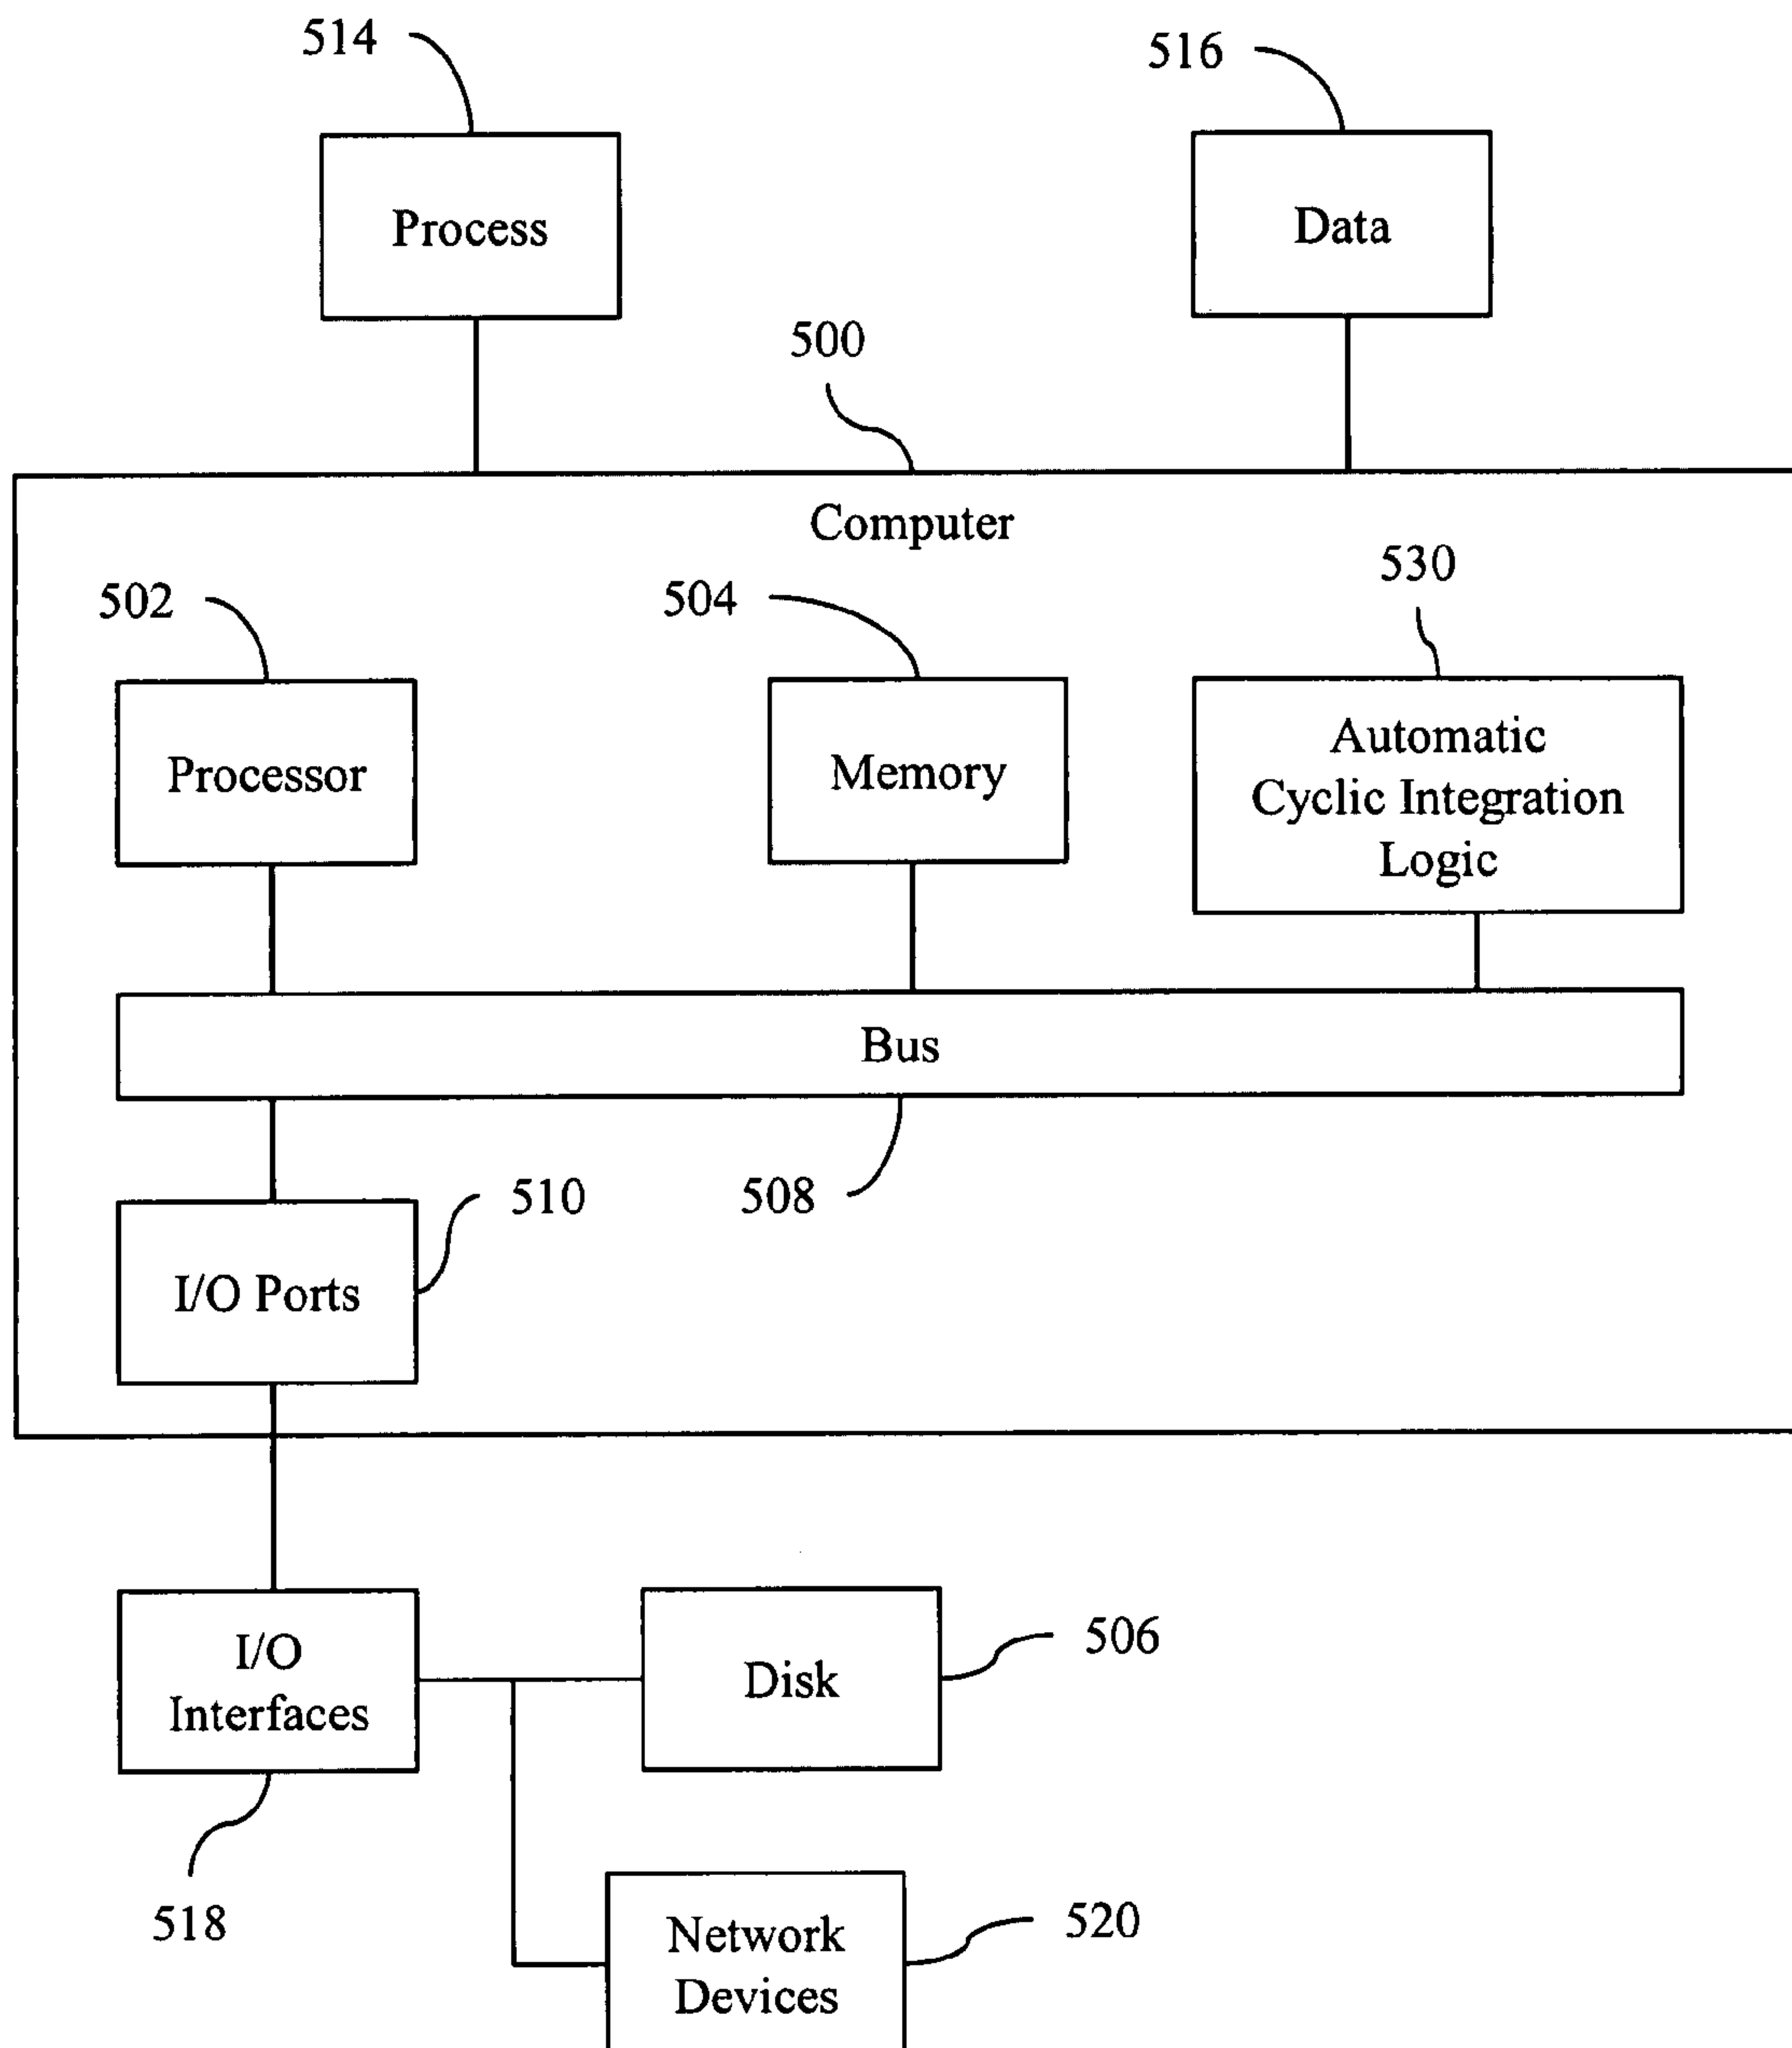 514
516
Process
Data
500
Computer
502
504
530
Processor
Memory
Automatic
Cyclic Integration
Logic
Bus
510
508
I/O Ports
I/O
Interfaces
Disk
506
518
Network
Devices
520